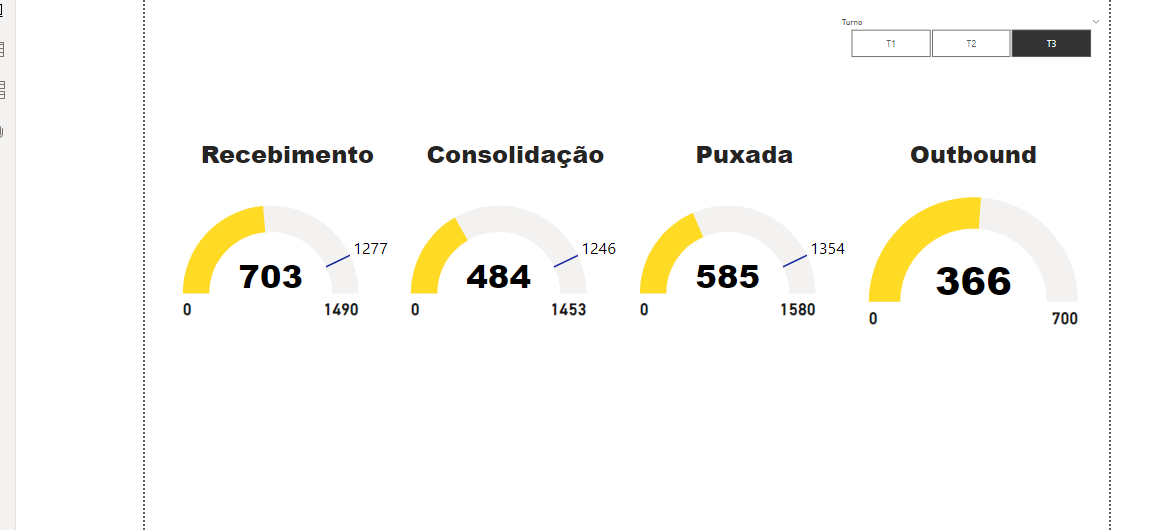 Turno
T1 T2 T3
Recebimento Consolidação Puxada Outbound
1277 1246 1354
703 484 585 366
0 1490 0 1453 0 1580 0 700